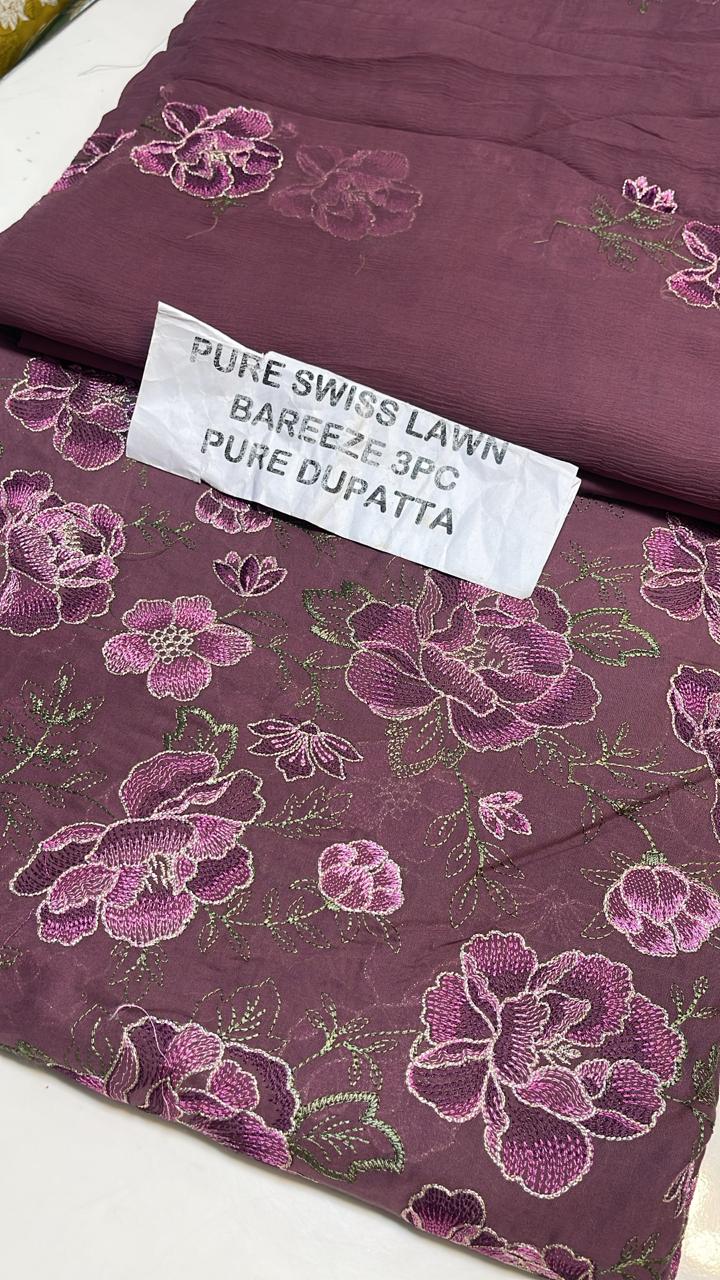 PURE SWISS LAWN
BAREEZE 3PC
PURE DUPATTA